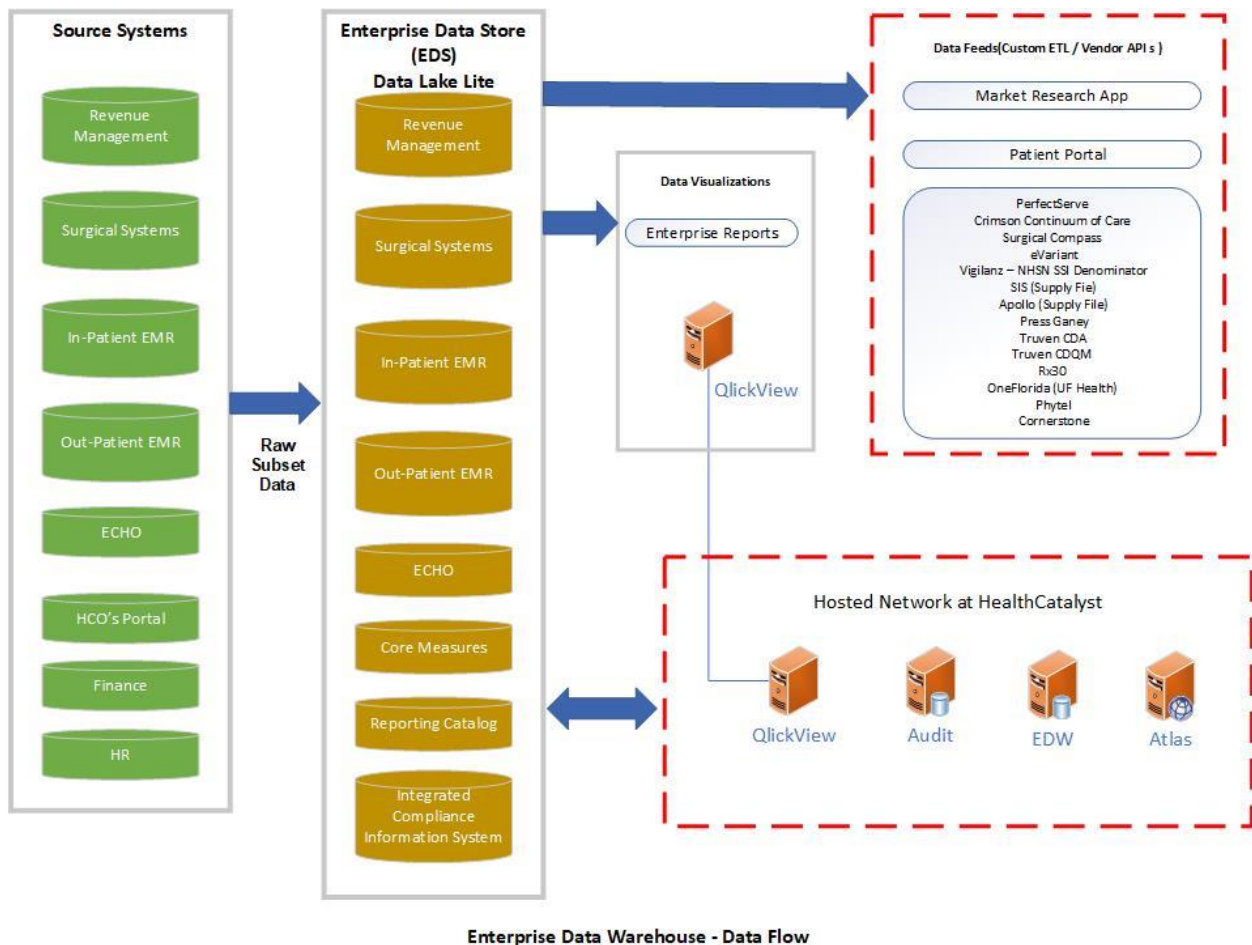 Source Systems
Revenue
Management
Surgical Systems
In-Patient EMR
Out-Patient EMR
ECHO
HCO's Portal
Finance
HR
Raw
Subset
Data
Enterprise Data Store
(EDS)
Data Lake Lite
Revenue
Management
Surgical Systems
In-Patient EMR
Out-Patient EMR
ECHO
Core Measures
Reporting Catalog
Integrated
Compliance
Information System
Data Visualizations
Enterprise Reports
QlickView
Data Feeds(Custom ETL / Vendor API s )
Market Research App
Patient Portal
PerfectServe
Crimson Continuum of Care
Surgical Compass
eVariant
Vigilanz – NHSN SSI Denominator
SIS (Supply Fie)
Apollo (Supply File)
Press Ganey
Truven CDA
Truven CDQM
Rx30
OneFlorida (UF Health)
Phytel
Cornerstone
Hosted Network at HealthCatalyst
QlickView
Audit
EDW
Atlas
Enterprise Data Warehouse - Data Flow